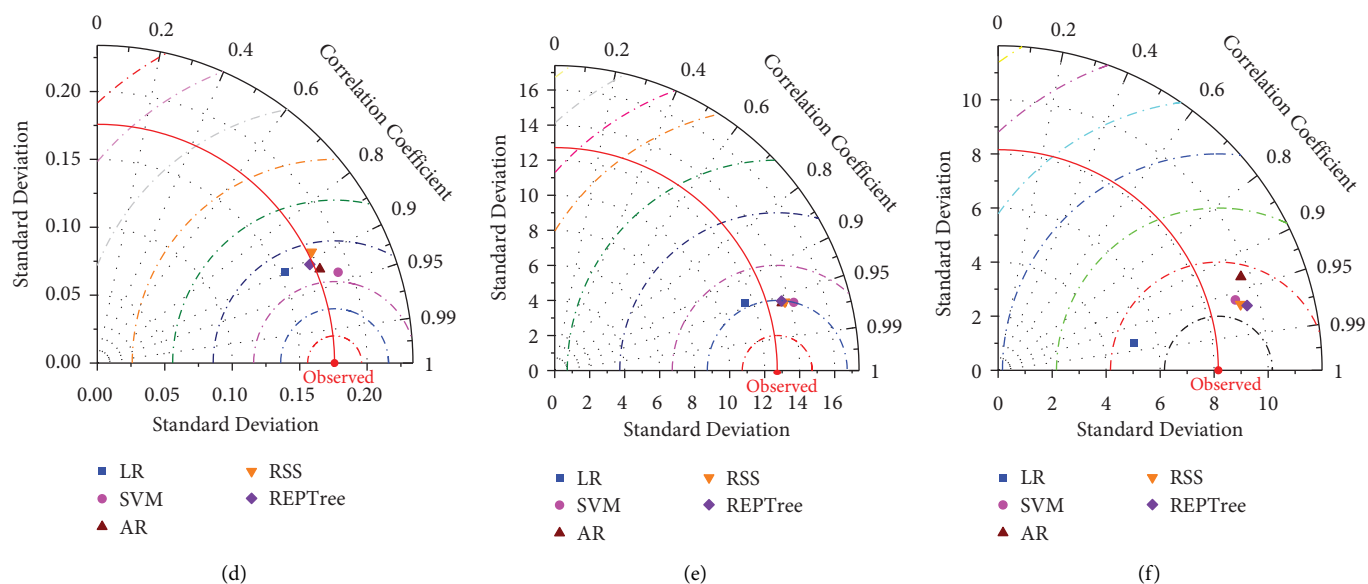 0
0.2
0.4
0.6
0.8
0.9
0.95
0.99
1
Correlation Coefficient
Standard Deviation
0.20
0.15
0.10
0.05
0.00
0.00 0.05 0.10 0.15 0.20
Observed
Standard Deviation
LR RSS
SVM REPTree
AR
(d)
0
0.2
0.4
0.6
0.8
0.9
0.95
0.99
1
Correlation Coefficient
Standard Deviation
16
14
12
10
8
6
4
2
0
0 2 4 6 8 10 12 14 16
Observed
Standard Deviation
LR RSS
SVM REPTree
AR
(e)
0
0.2
0.4
0.6
0.8
0.9
0.95
0.99
1
Correlation Coefficient
Standard Deviation
10
8
6
4
2
0
0 2 4 6 8 10
Observed
Standard Deviation
LR RSS
SVM REPTree
AR
(f)